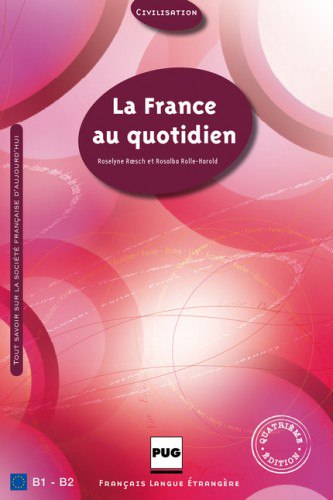 CIVILISATION
La France
au quotidien
Roselyne Rœsch et Rosalba Rolle-Harold
TOUT SAVOIR SUR LA SOCIÉTÉ FRANÇAISE D'AUJOURD'HUI
QUATRIÈME
ÉDITION
PUG
B1 - B2
FRANÇAIS LANGUE ÉTRANGÈRE